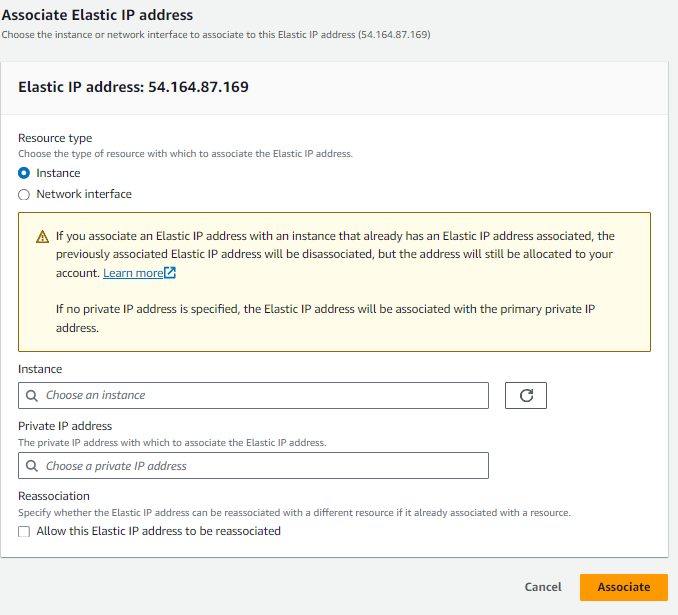 Associate Elastic IP address
Choose the instance or network interface to associate to this Elastic IP address (54.164.87.169)
Elastic IP address: 54.164.87.169
Resource type
Choose the type of resource with which to associate the Elastic IP address.
Instance
Network interface
If you associate an Elastic IP address with an instance that already has an Elastic IP address associated, the
previously associated Elastic IP address will be disassociated, but the address will still be allocated to your
account. Learn more
If no private IP address is specified, the Elastic IP address will be associated with the primary private IP
address.
Instance
Choose an instance
Private IP address
The private IP address with which to associate the Elastic IP address.
Choose a private IP address
Reassociation
Specify whether the Elastic IP address can be reassociated with a different resource if it already associated with a resource.
Allow this Elastic IP address to be reassociated
Cancel
Associate